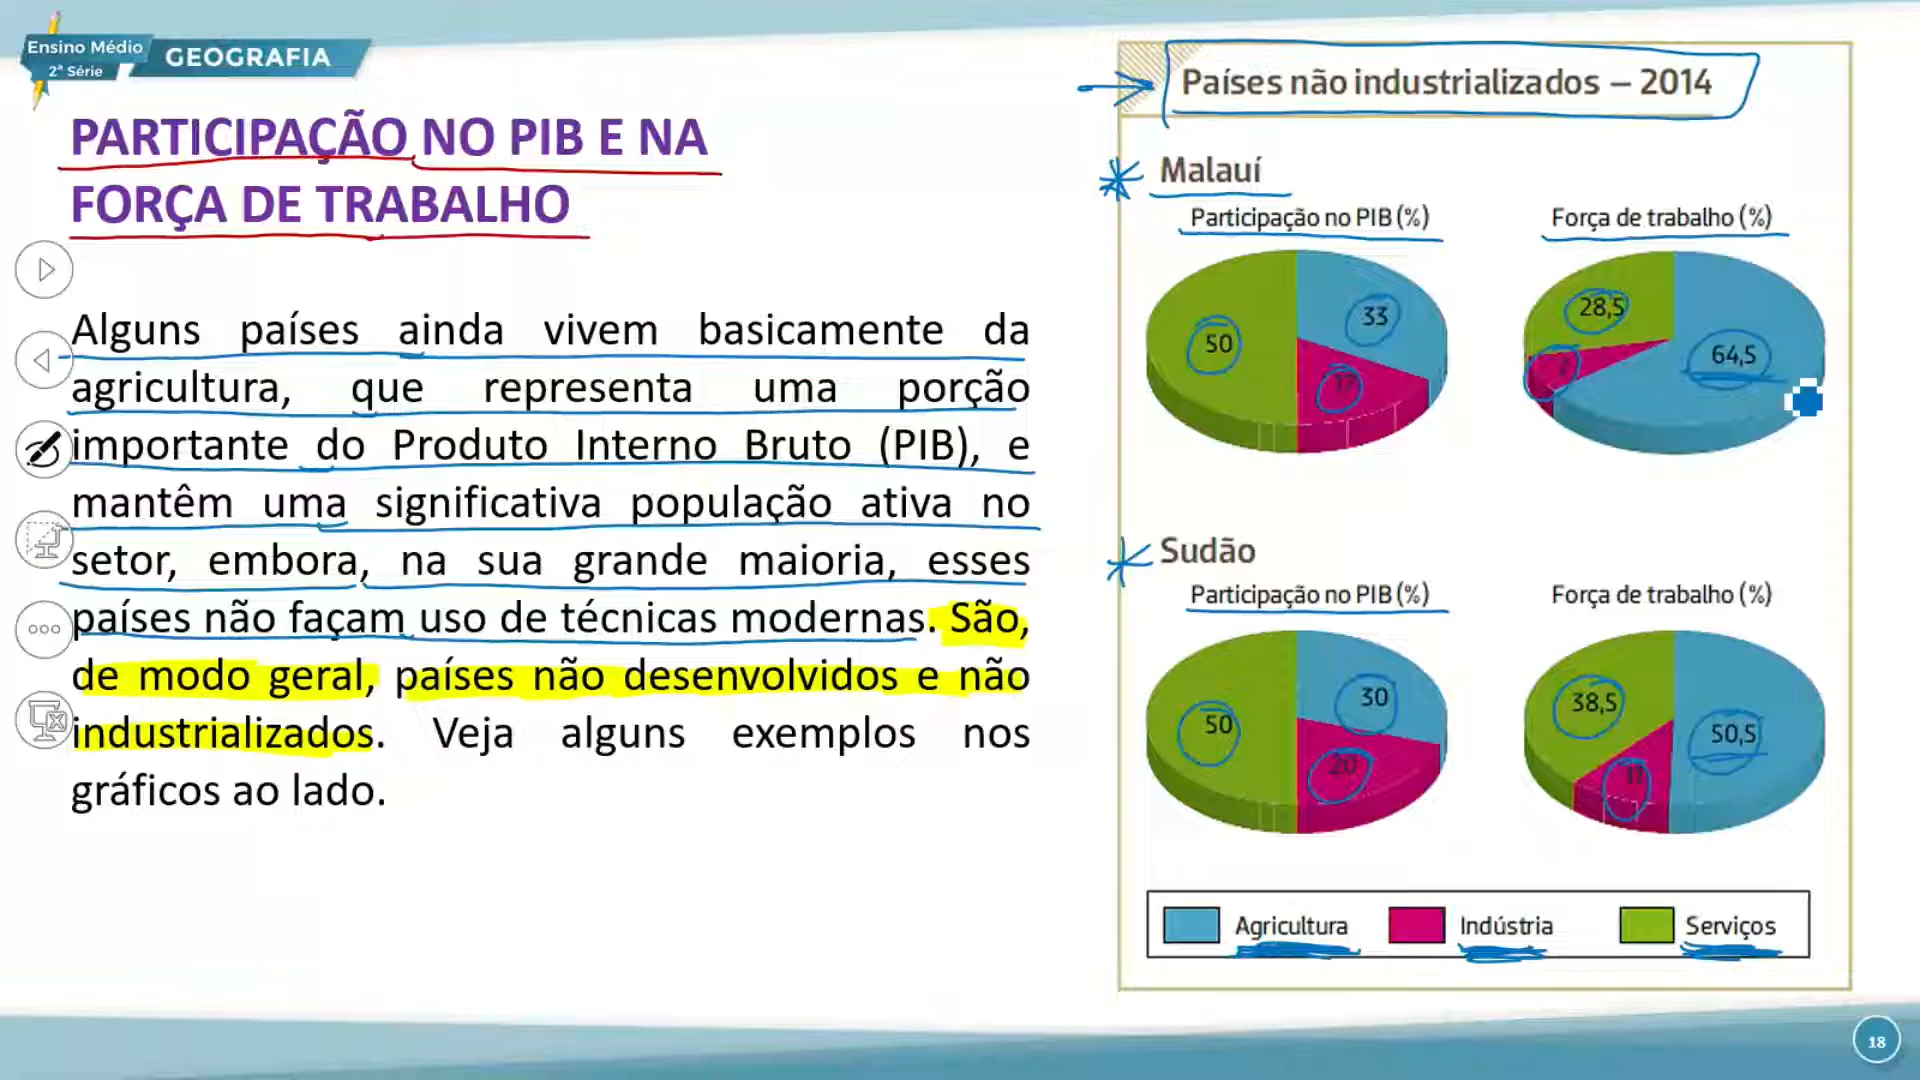 Ensino Médio
2ª Série
GEOGRAFIA
PARTICIPAÇÃO NO PIB E NA
FORÇA DE TRABALHO
Alguns países ainda vivem basicamente da
agricultura, que representa uma porção
importante do Produto Interno Bruto (PIB), e
mantêm uma significativa população ativa no
setor, embora, na sua grande maioria, esses
países não façam uso de técnicas modernas. São,
de modo geral, países não desenvolvidos e não
industrializados. Veja alguns exemplos nos
gráficos ao lado.
Países não industrializados – 2014
Malauí
Participação no PIB (%)
33
50
17
Força de trabalho (%)
28,5
64,5
7
Sudão
Participação no PIB (%)
30
50
20
Força de trabalho (%)
38,5
50,5
11
Agricultura
Indústria
Serviços
18